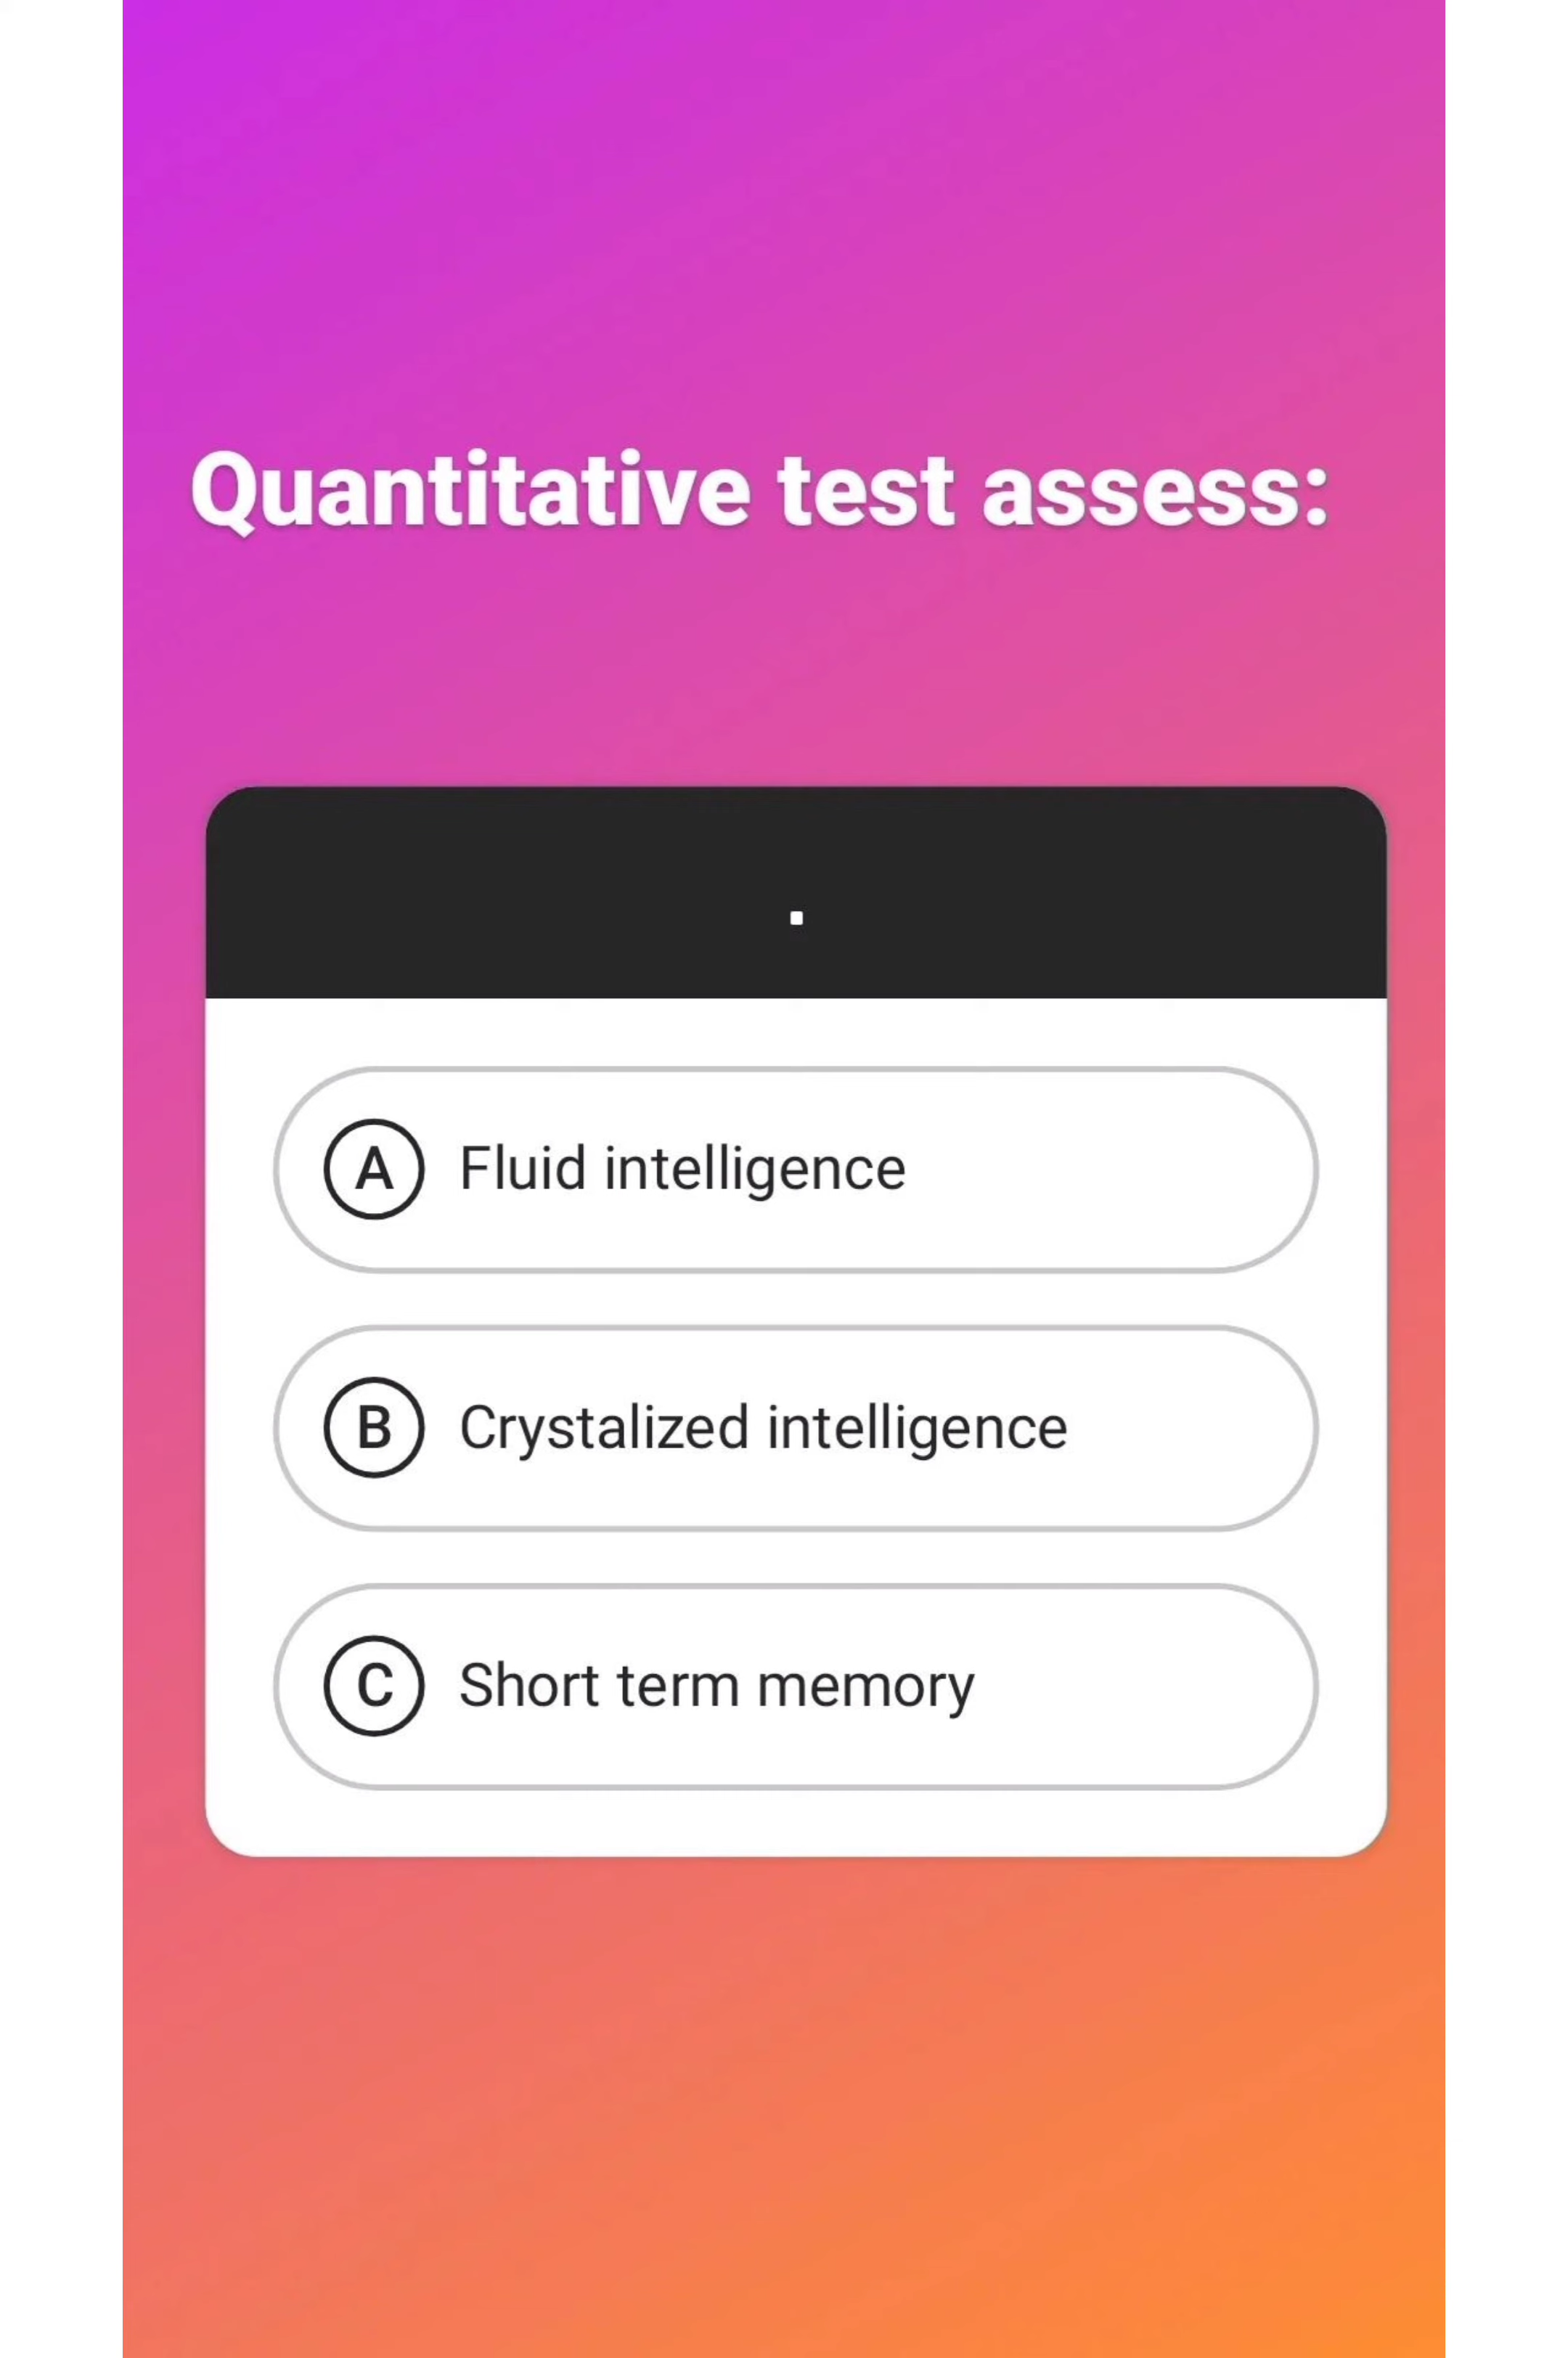 Quantitative test assess:
.
A Fluid intelligence
B Crystalized intelligence
C Short term memory